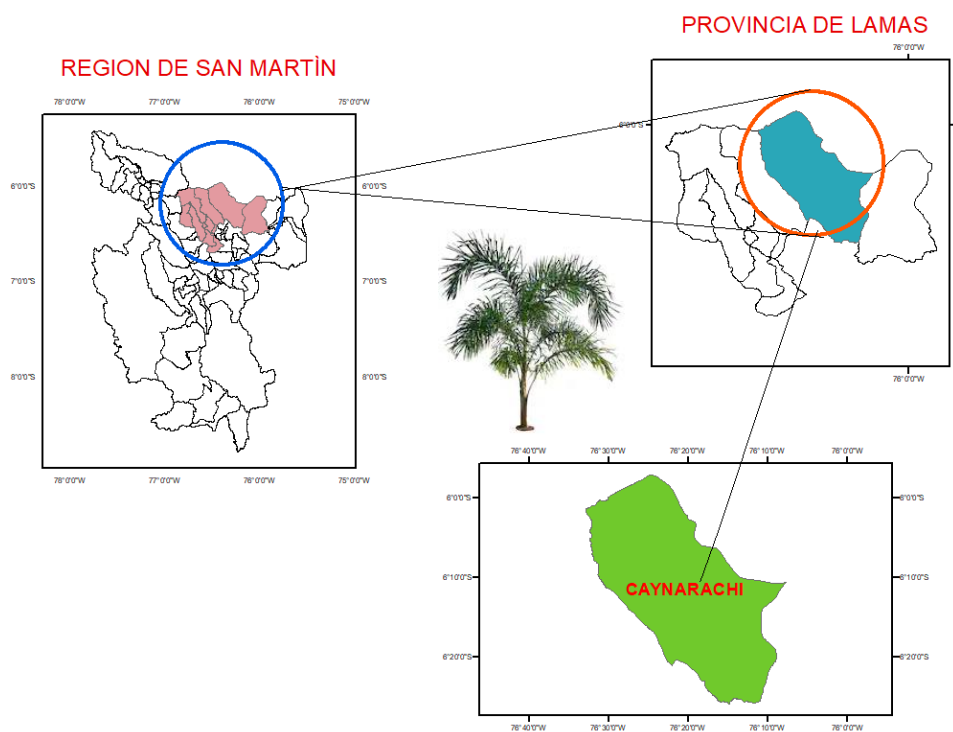 PROVINCIA DE LAMAS
76°0'0"W
6°0'0"S
76°0'0"W
REGION DE SAN MARTÌN
78°0'0"W 77°0'0"W 76°0'0"W 75°0'0"W
6°0'0"S 6°0'0"S
7°0'0"S 7°0'0"S
8°0'0"S 8°0'0"S
78°0'0"W 77°0'0"W 76°0'0"W 75°0'0"W
76°40'0"W 76°30'0"W 76°20'0"W 76°10'0"W 76°0'0"W
6°0'0"S 6°0'0"S
6°10'0"S 6°10'0"S
CAYNARACHI
6°20'0"S 6°20'0"S
76°40'0"W 76°30'0"W 76°20'0"W 76°10'0"W 76°0'0"W